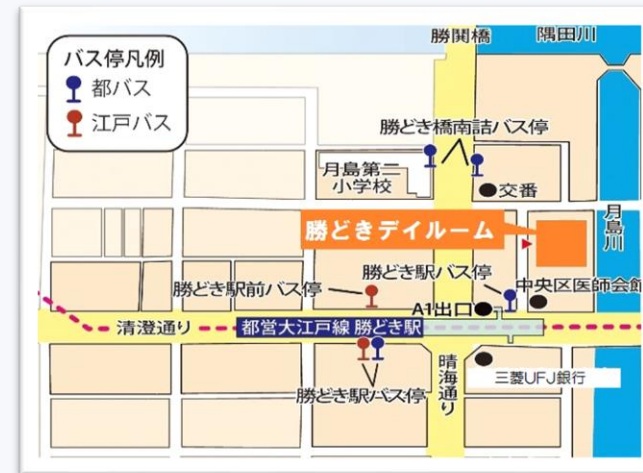 勝鬨橋
隅田川
バス停凡例
都バス
江戸バス
勝どき橋南詰バス停
月島第二
小学校
交番
月島川
勝どきデイルーム
勝どき駅バス停
中央区医師会館
勝どき駅前バス停
A1出口
清澄通り
都営大江戸線 勝どき駅
晴海通り
三菱UFJ銀行
勝どき駅バス停